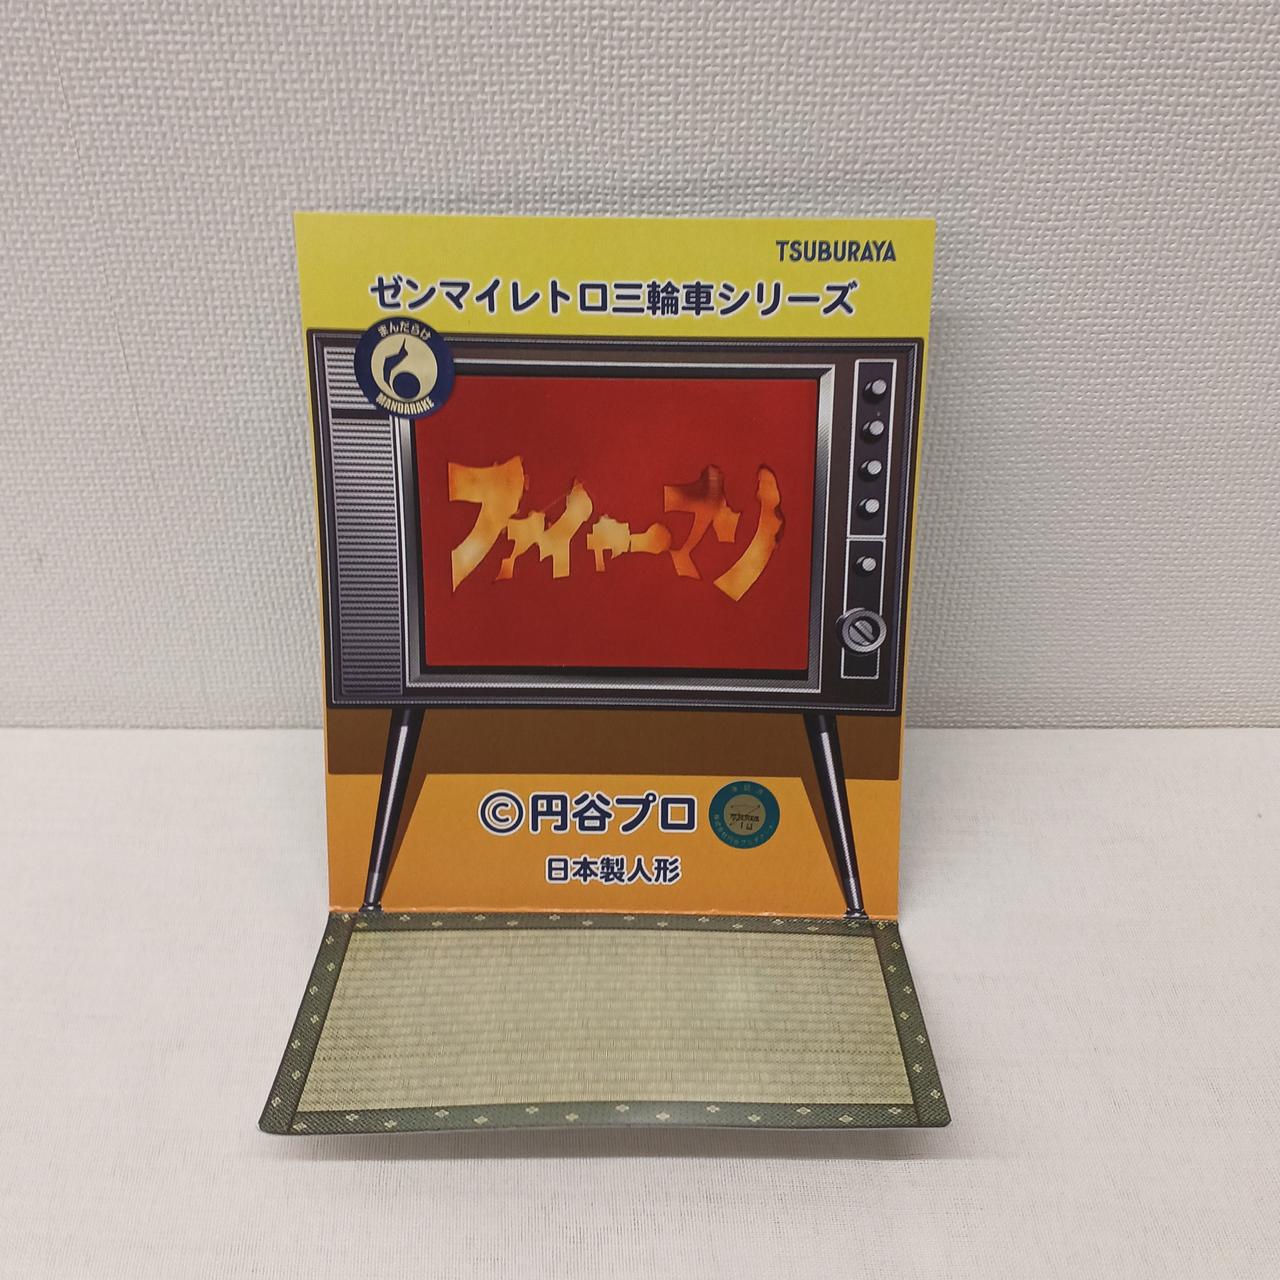 TSUBURAYA
ゼンマイレトロ三輪車シリーズ
まんだらけ
MANDARAKE
ファイヤーマン
©円谷プロ
日本製人形